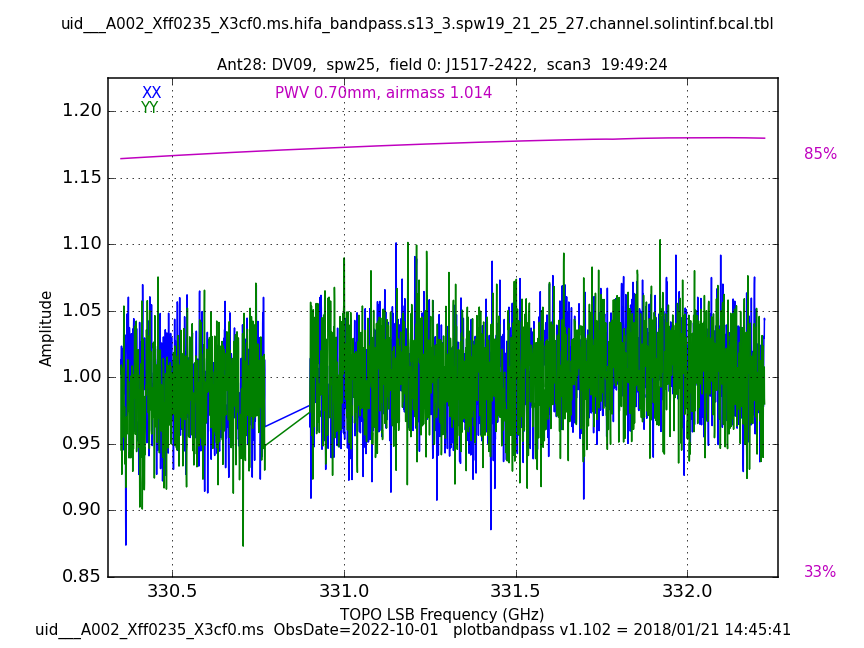 uid___A002_Xff0235_X3cf0.ms.hifa_bandpass.s13_3.spw19_21_25_27.channel.solintinf.bcal.tbl
Ant28: DV09,  spw25,  field 0: J1517-2422,  scan3  19:49:24
XX
YY
PWV 0.70mm, airmass 1.014
1.20
1.15
1.10
1.05
1.00
0.95
0.90
0.85
Amplitude
85%
33%
330.5 331.0 331.5 332.0
TOPO LSB Frequency (GHz)
uid___A002_Xff0235_X3cf0.ms  ObsDate=2022-10-01   plotbandpass v1.102 = 2018/01/21 14:45:41